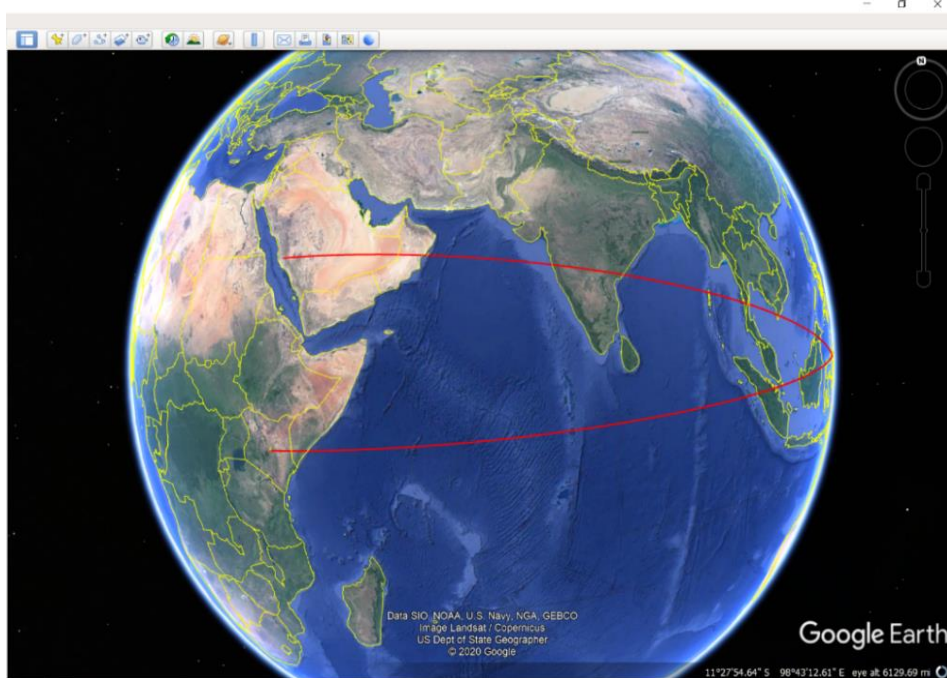 N
Data SIO, NOAA, U.S. Navy, NGA, GEBCO
Image Landsat / Copernicus
US Dept of State Geographer
© 2020 Google
Google Earth
11°27'54.64" S 98°43'12.61" E eye alt 6129.69 mi